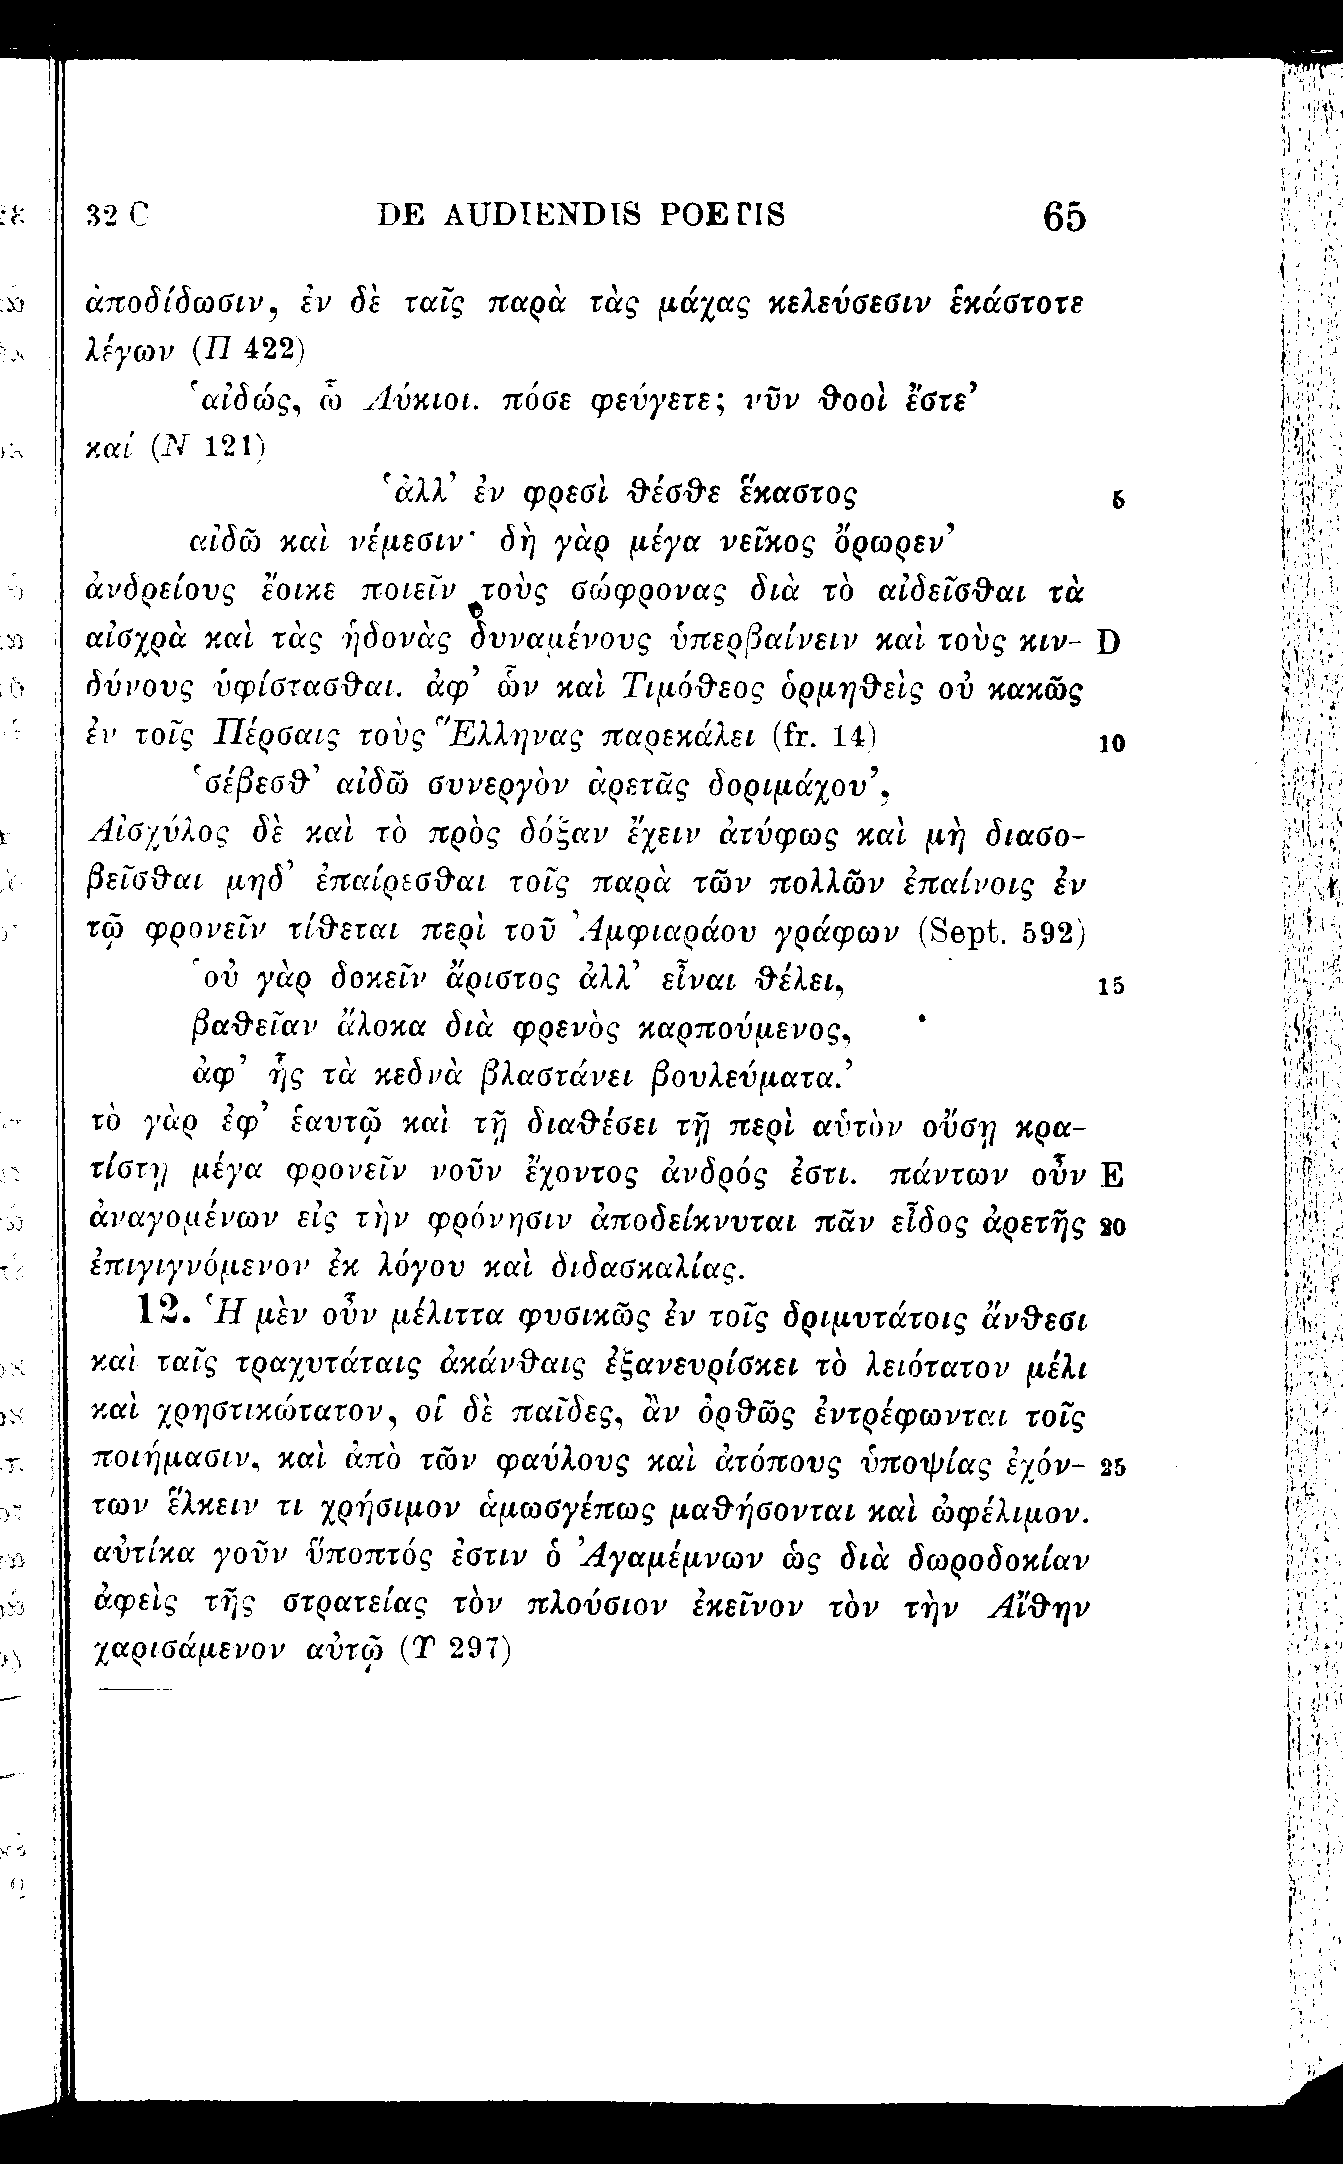 32 C DE AUDIENDIS POETIS 65
ἀποδίδωσιν, ἐν δὲ ταῖς παρὰ τὰς μάχας κελεύσεσιν ἑκάστοτε
λέγων (Π 422)
‘αἰδώς, ὦ Λύκιοι. πόσε φεύγετε; νῦν θοοὶ ἔστε’
καί (Ν 121)
‘ἀλλ’ ἐν φρεσὶ θέσθε ἕκαστος 5
αἰδῶ καὶ νέμεσιν· δὴ γὰρ μέγα νεῖκος ὄρωρεν’
ἀνδρείους ἔοικε ποιεῖν τοὺς σώφρονας διὰ τὸ αἰδεῖσθαι τὰ
αἰσχρὰ καὶ τὰς ἡδονὰς δυναμένους ὑπερβαίνειν καὶ τοὺς κιν- D
δύνους ὑφίστασθαι. ἀφ’ ὧν καὶ Τιμόθεος ὁρμηθεὶς οὐ κακῶς
ἐν τοῖς Πέρσαις τοὺς Ἕλληνας παρεκάλει (fr. 14) 10
‘σέβεσθ’ αἰδῶ συνεργὸν ἀρετᾶς δοριμάχου’,
Αἰσχύλος δὲ καὶ τὸ πρὸς δόξαν ἔχειν ἀτύφως καὶ μὴ διασο-
βεῖσθαι μηδ’ ἐπαίρεσθαι τοῖς παρὰ τῶν πολλῶν ἐπαίνοις ἐν
τῷ φρονεῖν τίθεται περὶ τοῦ Ἀμφιαράου γράφων (Sept. 592)
‘οὐ γὰρ δοκεῖν ἄριστος ἀλλ’ εἶναι θέλει, 15
βαθεῖαν ἄλοκα διὰ φρενὸς καρπούμενος,
ἀφ’ ἧς τὰ κεδνὰ βλαστάνει βουλεύματα.’
τὸ γὰρ ἐφ’ ἑαυτῷ καὶ τῇ διαθέσει τῇ περὶ αὑτὸν οὔσῃ κρα-
τίστῃ μέγα φρονεῖν νοῦν ἔχοντος ἀνδρός ἐστι. πάντων οὖν E
ἀναγομένων εἰς τὴν φρόνησιν ἀποδείκνυται πᾶν εἶδος ἀρετῆς 20
ἐπιγιγνόμενον ἐκ λόγου καὶ διδασκαλίας.
12. Ἡ μὲν οὖν μέλιττα φυσικῶς ἐν τοῖς δριμυτάτοις ἄνθεσι
καὶ ταῖς τραχυτάταις ἀκάνθαις ἐξανευρίσκει τὸ λειότατον μέλι
καὶ χρηστικώτατον, οἱ δὲ παῖδες, ἂν ὀρθῶς ἐντρέφωνται τοῖς
ποιήμασιν, καὶ ἀπὸ τῶν φαύλους καὶ ἀτόπους ὑποψίας ἐχόν- 25
των ἕλκειν τι χρήσιμον ἁμωσγέπως μαθήσονται καὶ ὠφέλιμον.
αὐτίκα γοῦν ὕποπτός ἐστιν ὁ Ἀγαμέμνων ὡς διὰ δωροδοκίαν
ἀφεὶς τῆς στρατείας τὸν πλούσιον ἐκεῖνον τὸν τὴν Αἴθην
χαρισάμενον αὐτῷ (Ψ 297)